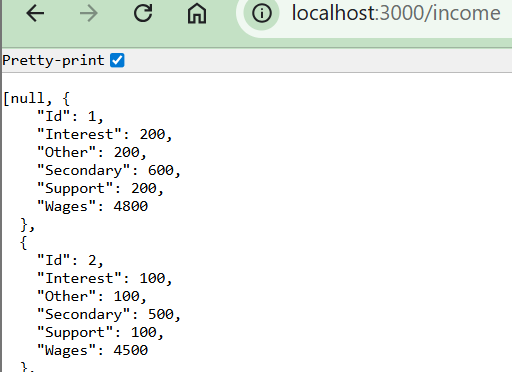 localhost:3000/income
Pretty-print
[null, {
    "Id": 1,
    "Interest": 200,
    "Other": 200,
    "Secondary": 600,
    "Support": 200,
    "Wages": 4800
  },
  {
    "Id": 2,
    "Interest": 100,
    "Other": 100,
    "Secondary": 500,
    "Support": 100,
    "Wages": 4500
  },